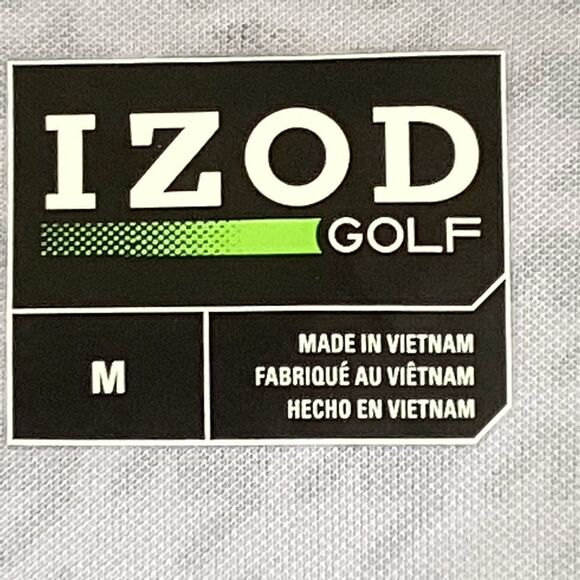 IZOD
GOLF
M
MADE IN VIETNAM
FABRIQUÉ AU VIÊTNAM
HECHO EN VIETNAM